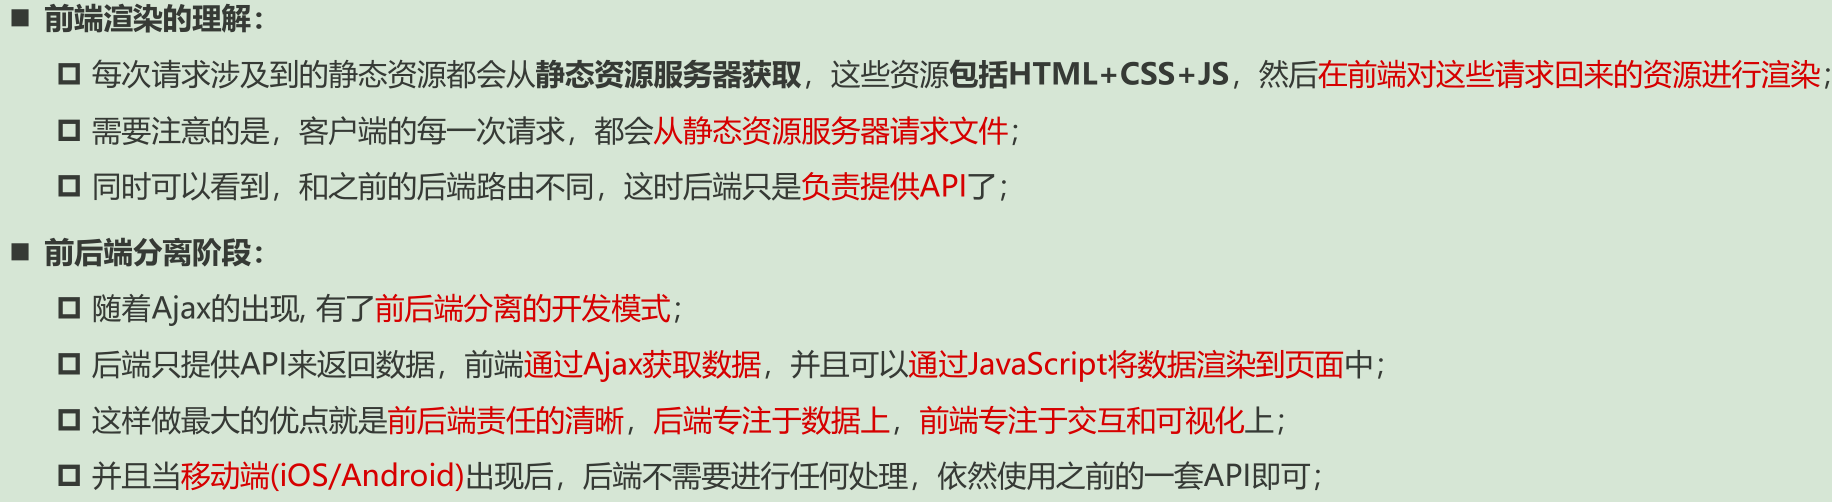 ■ 前端渲染的理解：
□ 每次请求涉及到的静态资源都会从静态资源服务器获取，这些资源包括HTML+CSS+JS，然后在前端对这些请求回来的资源进行渲染；
□ 需要注意的是，客户端的每一次请求，都会从静态资源服务器请求文件；
□ 同时可以看到，和之前的后端路由不同，这时后端只是负责提供API了；
■ 前后端分离阶段：
□ 随着Ajax的出现, 有了前后端分离的开发模式；
□ 后端只提供API来返回数据，前端通过Ajax获取数据，并且可以通过JavaScript将数据渲染到页面中；
□ 这样做最大的优点就是前后端责任的清晰，后端专注于数据上，前端专注于交互和可视化上；
□ 并且当移动端(iOS/Android)出现后，后端不需要进行任何处理，依然使用之前的一套API即可；